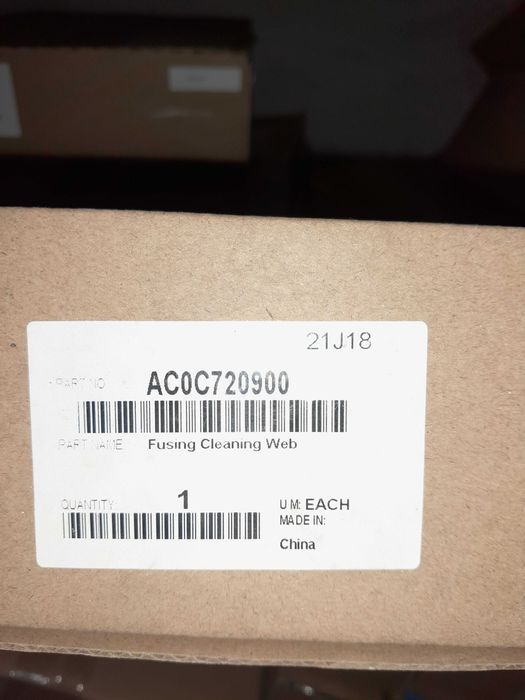 21J18
PART NO AC0C720900
PART NAME: Fusing Cleaning Web
QUANTITY: 1 U M: EACH
MADE IN:
China